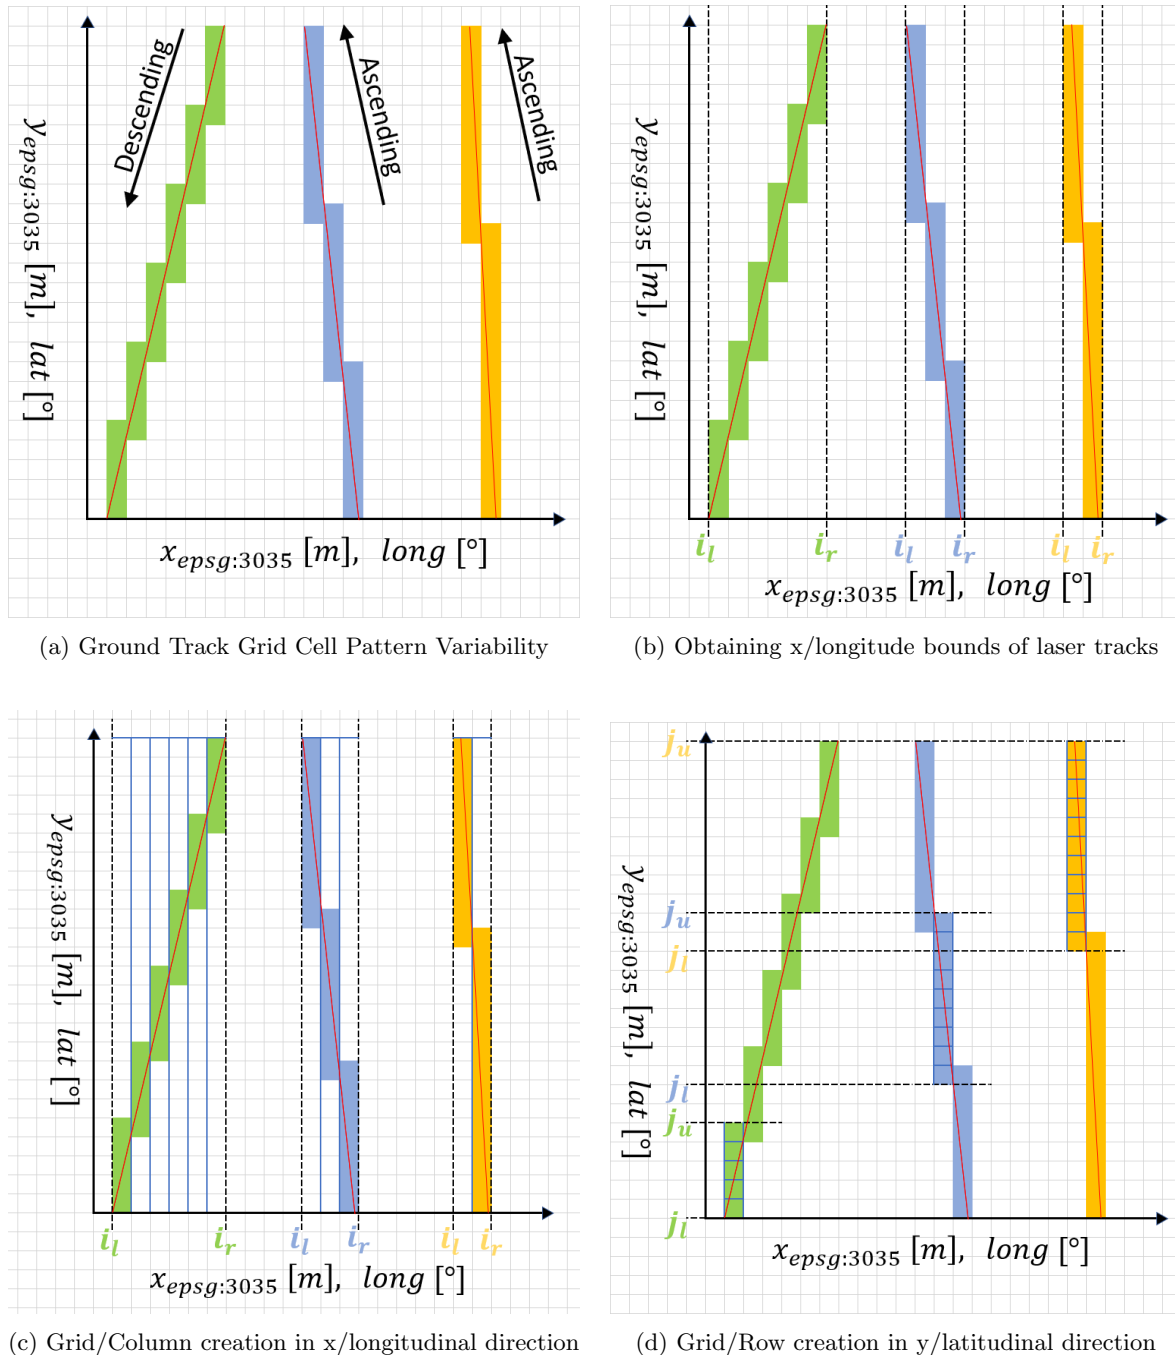 Descending
Ascending
Ascending
y_epsg:3035 [m], lat [°]
x_epsg:3035 [m], long [°]
(a) Ground Track Grid Cell Pattern Variability
y_epsg:3035 [m], lat [°]
i_l i_r i_l i_r i_l i_r
x_epsg:3035 [m], long [°]
(b) Obtaining x/longitude bounds of laser tracks
y_epsg:3035 [m], lat [°]
i_l i_r i_l i_r i_l i_r
x_epsg:3035 [m], long [°]
(c) Grid/Column creation in x/longitudinal direction
j_u
j_u
j_l
j_l
j_u
j_l
y_epsg:3035 [m], lat [°]
x_epsg:3035 [m], long [°]
(d) Grid/Row creation in y/latitudinal direction